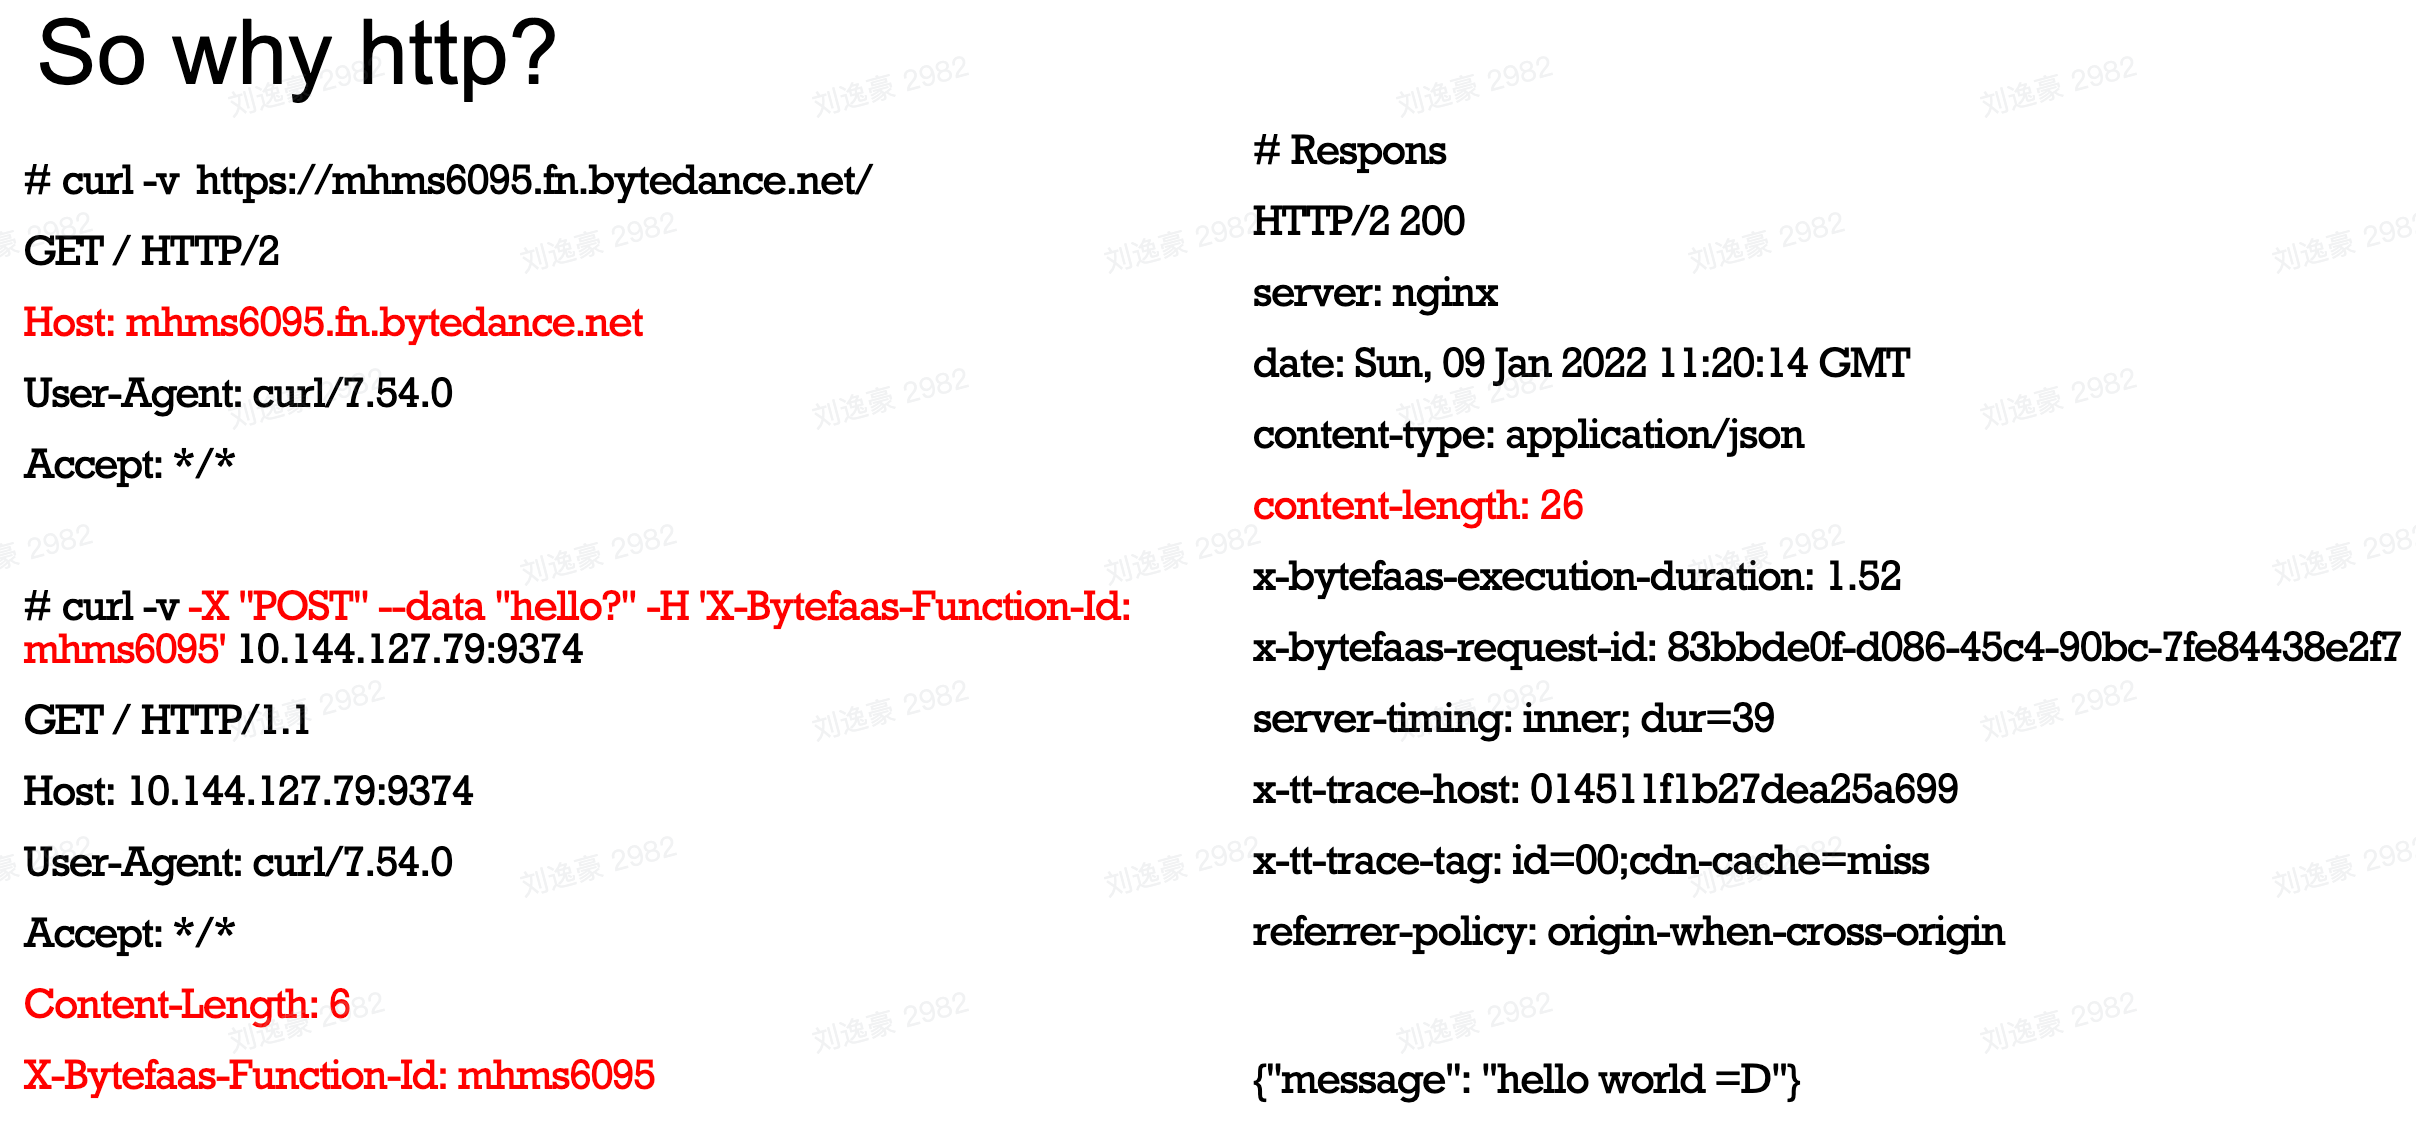 So why http?
# curl -v  https://mhms6095.fn.bytedance.net/
GET / HTTP/2
Host: mhms6095.fn.bytedance.net
User-Agent: curl/7.54.0
Accept: */*
# curl -v -X "POST" --data "hello?" -H 'X-Bytefaas-Function-Id:
mhms6095' 10.144.127.79:9374
GET / HTTP/1.1
Host: 10.144.127.79:9374
User-Agent: curl/7.54.0
Accept: */*
Content-Length: 6
X-Bytefaas-Function-Id: mhms6095
# Respons
HTTP/2 200
server: nginx
date: Sun, 09 Jan 2022 11:20:14 GMT
content-type: application/json
content-length: 26
x-bytefaas-execution-duration: 1.52
x-bytefaas-request-id: 83bbde0f-d086-45c4-90bc-7fe84438e2f7
server-timing: inner; dur=39
x-tt-trace-host: 014511f1b27dea25a699
x-tt-trace-tag: id=00;cdn-cache=miss
referrer-policy: origin-when-cross-origin
{"message": "hello world =D"}
刘逸豪 2982